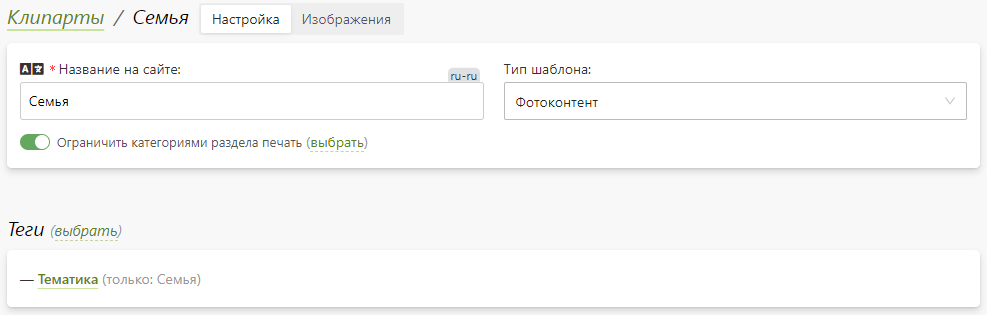 Клипарты / Семья Настройка Изображения
* Название на сайте: ru-ru Тип шаблона:
Семья Фотоконтент
Ограничить категориями раздела печать (выбрать)
Теги (выбрать)
— Тематика (только: Семья)